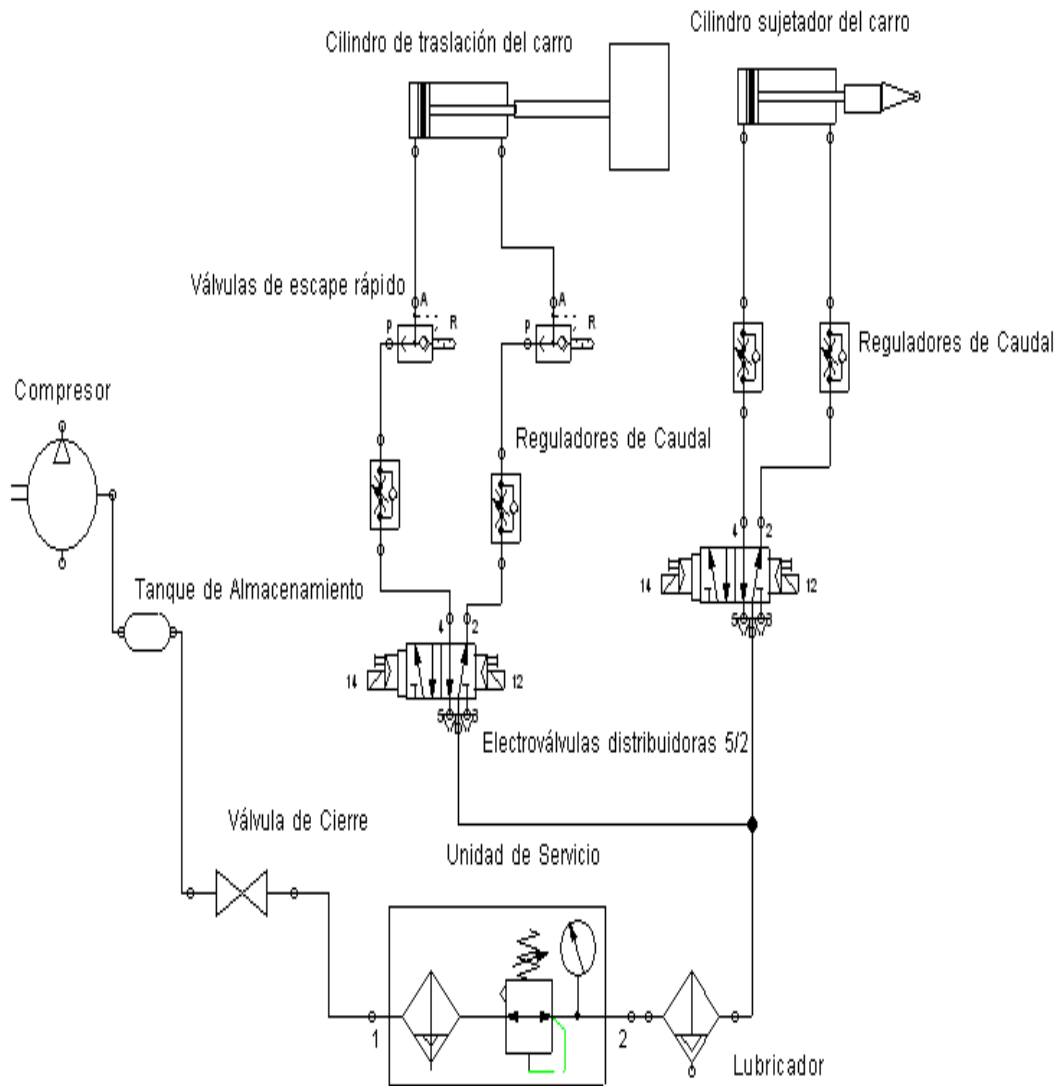 Cilindro de traslación del carro
Cilindro sujetador del carro
Válvulas de escape rápido
A
P
R
A
P
R
Reguladores de Caudal
Compresor
Reguladores de Caudal
4
2
14
12
5
3
Tanque de Almacenamiento
4
2
14
12
5
3
Electroválvulas distribuidoras 5/2
Válvula de Cierre
Unidad de Servicio
1
2
Lubricador